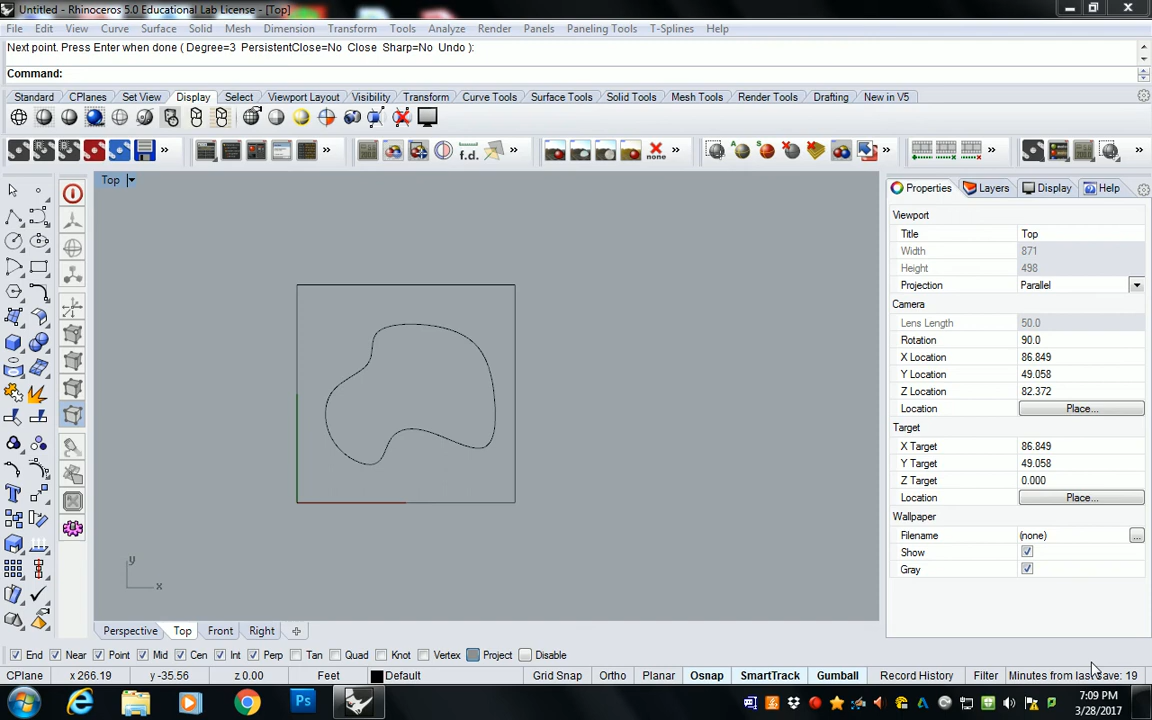 Untitled - Rhinoceros 5.0 Educational Lab License - [Top]
File Edit View Curve Surface Solid Mesh Dimension Transform Tools Analyze Render Panels Paneling Tools T-Splines Help
Next point. Press Enter when done ( Degree=3 PersistentClose=No Close Sharp=No Undo ):
Command:
Standard CPlanes Set View Display Select Viewport Layout Visibility Transform Curve Tools Surface Tools Solid Tools Mesh Tools Render Tools Drafting New in V5
f.d. none
Top
Properties Layers Display Help
Viewport
Title Top
Width 871
Height 498
Projection Parallel
Camera
Lens Length 50.0
Rotation 90.0
X Location 86.849
Y Location 49.058
Z Location 82.372
Location Place...
Target
X Target 86.849
Y Target 49.058
Z Target 0.000
Location Place...
Wallpaper
Filename (none) ...
Show
Gray
y
x
Perspective Top Front Right
End Near Point Mid Cen Int Perp Tan Quad Knot Vertex Project Disable
CPlane x 266.19 y -35.56 z 0.00 Feet Default Grid Snap Ortho Planar Osnap SmartTrack Gumball Record History Filter Minutes from last save: 19
Ps
7:09 PM
3/28/2017